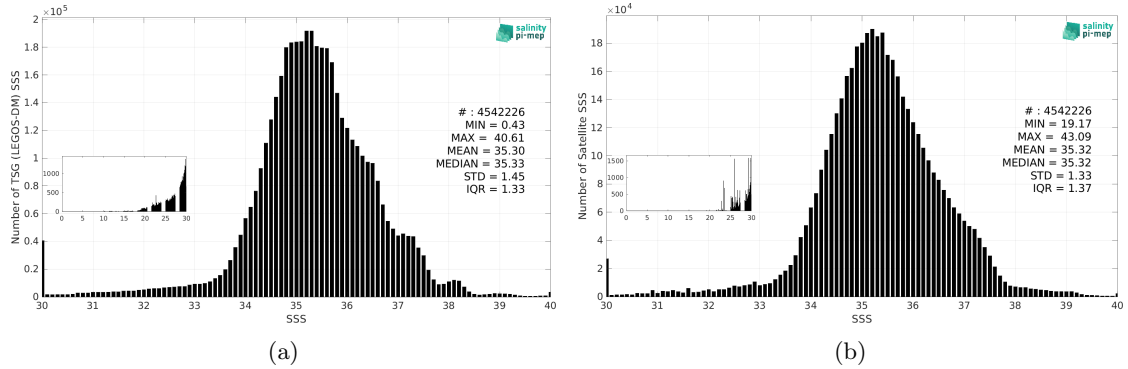 ×10⁵
2
1.8
1.6
1.4
1.2
1
0.8
0.6
0.4
0.2
0
Number of TSG (LEGOS-DM) SSS
salinity
pi-mep
# : 4542226
MIN = 0.43
MAX = 40.61
MEAN = 35.30
MEDIAN = 35.33
STD = 1.45
IQR = 1.33
1000
500
0
0 5 10 15 20 25 30
30 31 32 33 34 35 36 37 38 39 40
SSS
(a)
×10⁴
18
16
14
12
10
8
6
4
2
0
Number of Satellite SSS
salinity
pi-mep
# : 4542226
MIN = 19.17
MAX = 43.09
MEAN = 35.32
MEDIAN = 35.32
STD = 1.33
IQR = 1.37
1500
1000
500
0
0 5 10 15 20 25 30
30 31 32 33 34 35 36 37 38 39 40
SSS
(b)